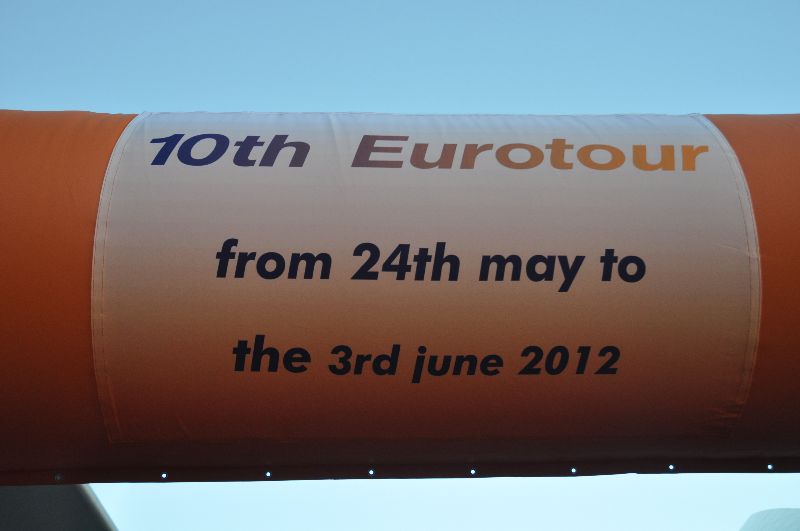 10th Eurotour
from 24th may to
the 3rd june 2012